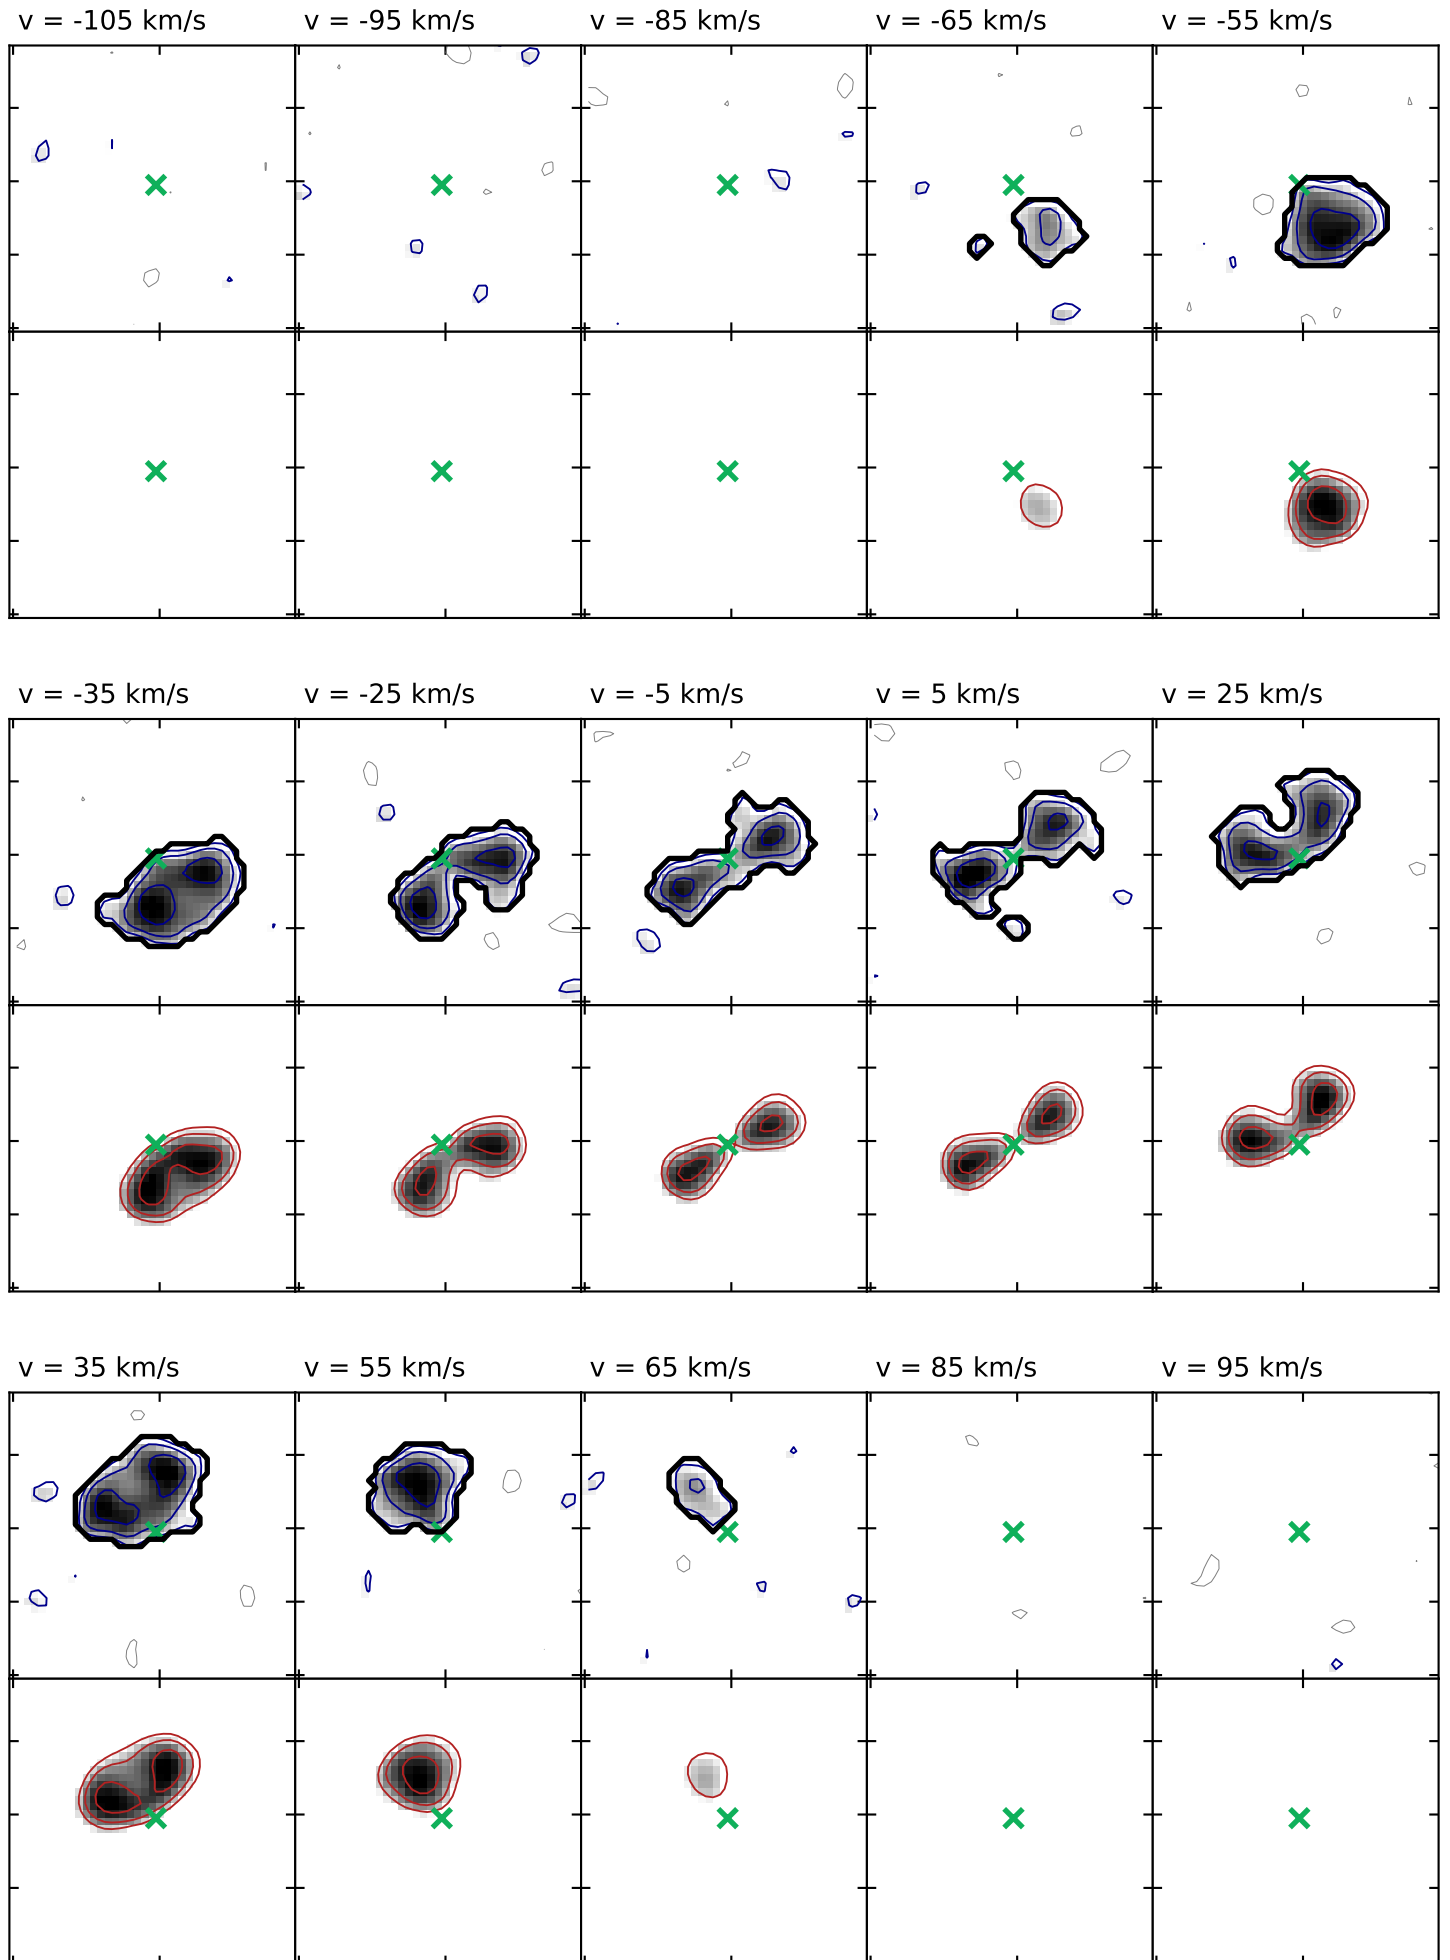 v = -105 km/s v = -95 km/s v = -85 km/s v = -65 km/s v = -55 km/s
v = -35 km/s v = -25 km/s v = -5 km/s v = 5 km/s v = 25 km/s
v = 35 km/s v = 55 km/s v = 65 km/s v = 85 km/s v = 95 km/s